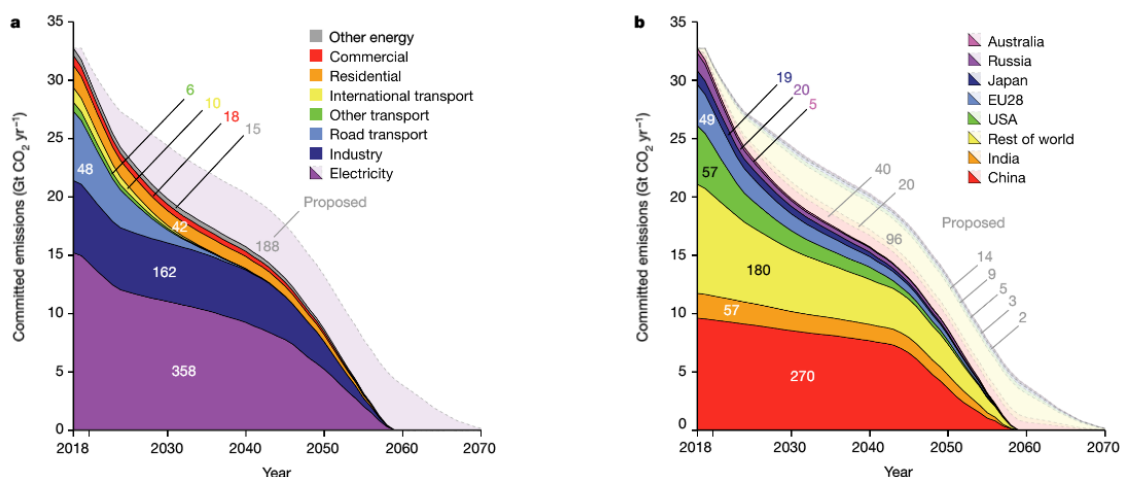 a
Committed emissions (Gt CO2 yr−1)
35
30
25
20
15
10
5
0
2018
2030
2040
2050
2060
2070
Year
Other energy
Commercial
Residential
International transport
Other transport
Road transport
Industry
Electricity
6
10
18
15
48
42
Proposed
188
162
358
b
Committed emissions (Gt CO2 yr−1)
35
30
25
20
15
10
5
0
2018
2030
2040
2050
2060
2070
Year
Australia
Russia
Japan
EU28
USA
Rest of world
India
China
19
20
5
49
57
40
20
96
Proposed
14
9
5
3
2
180
57
270